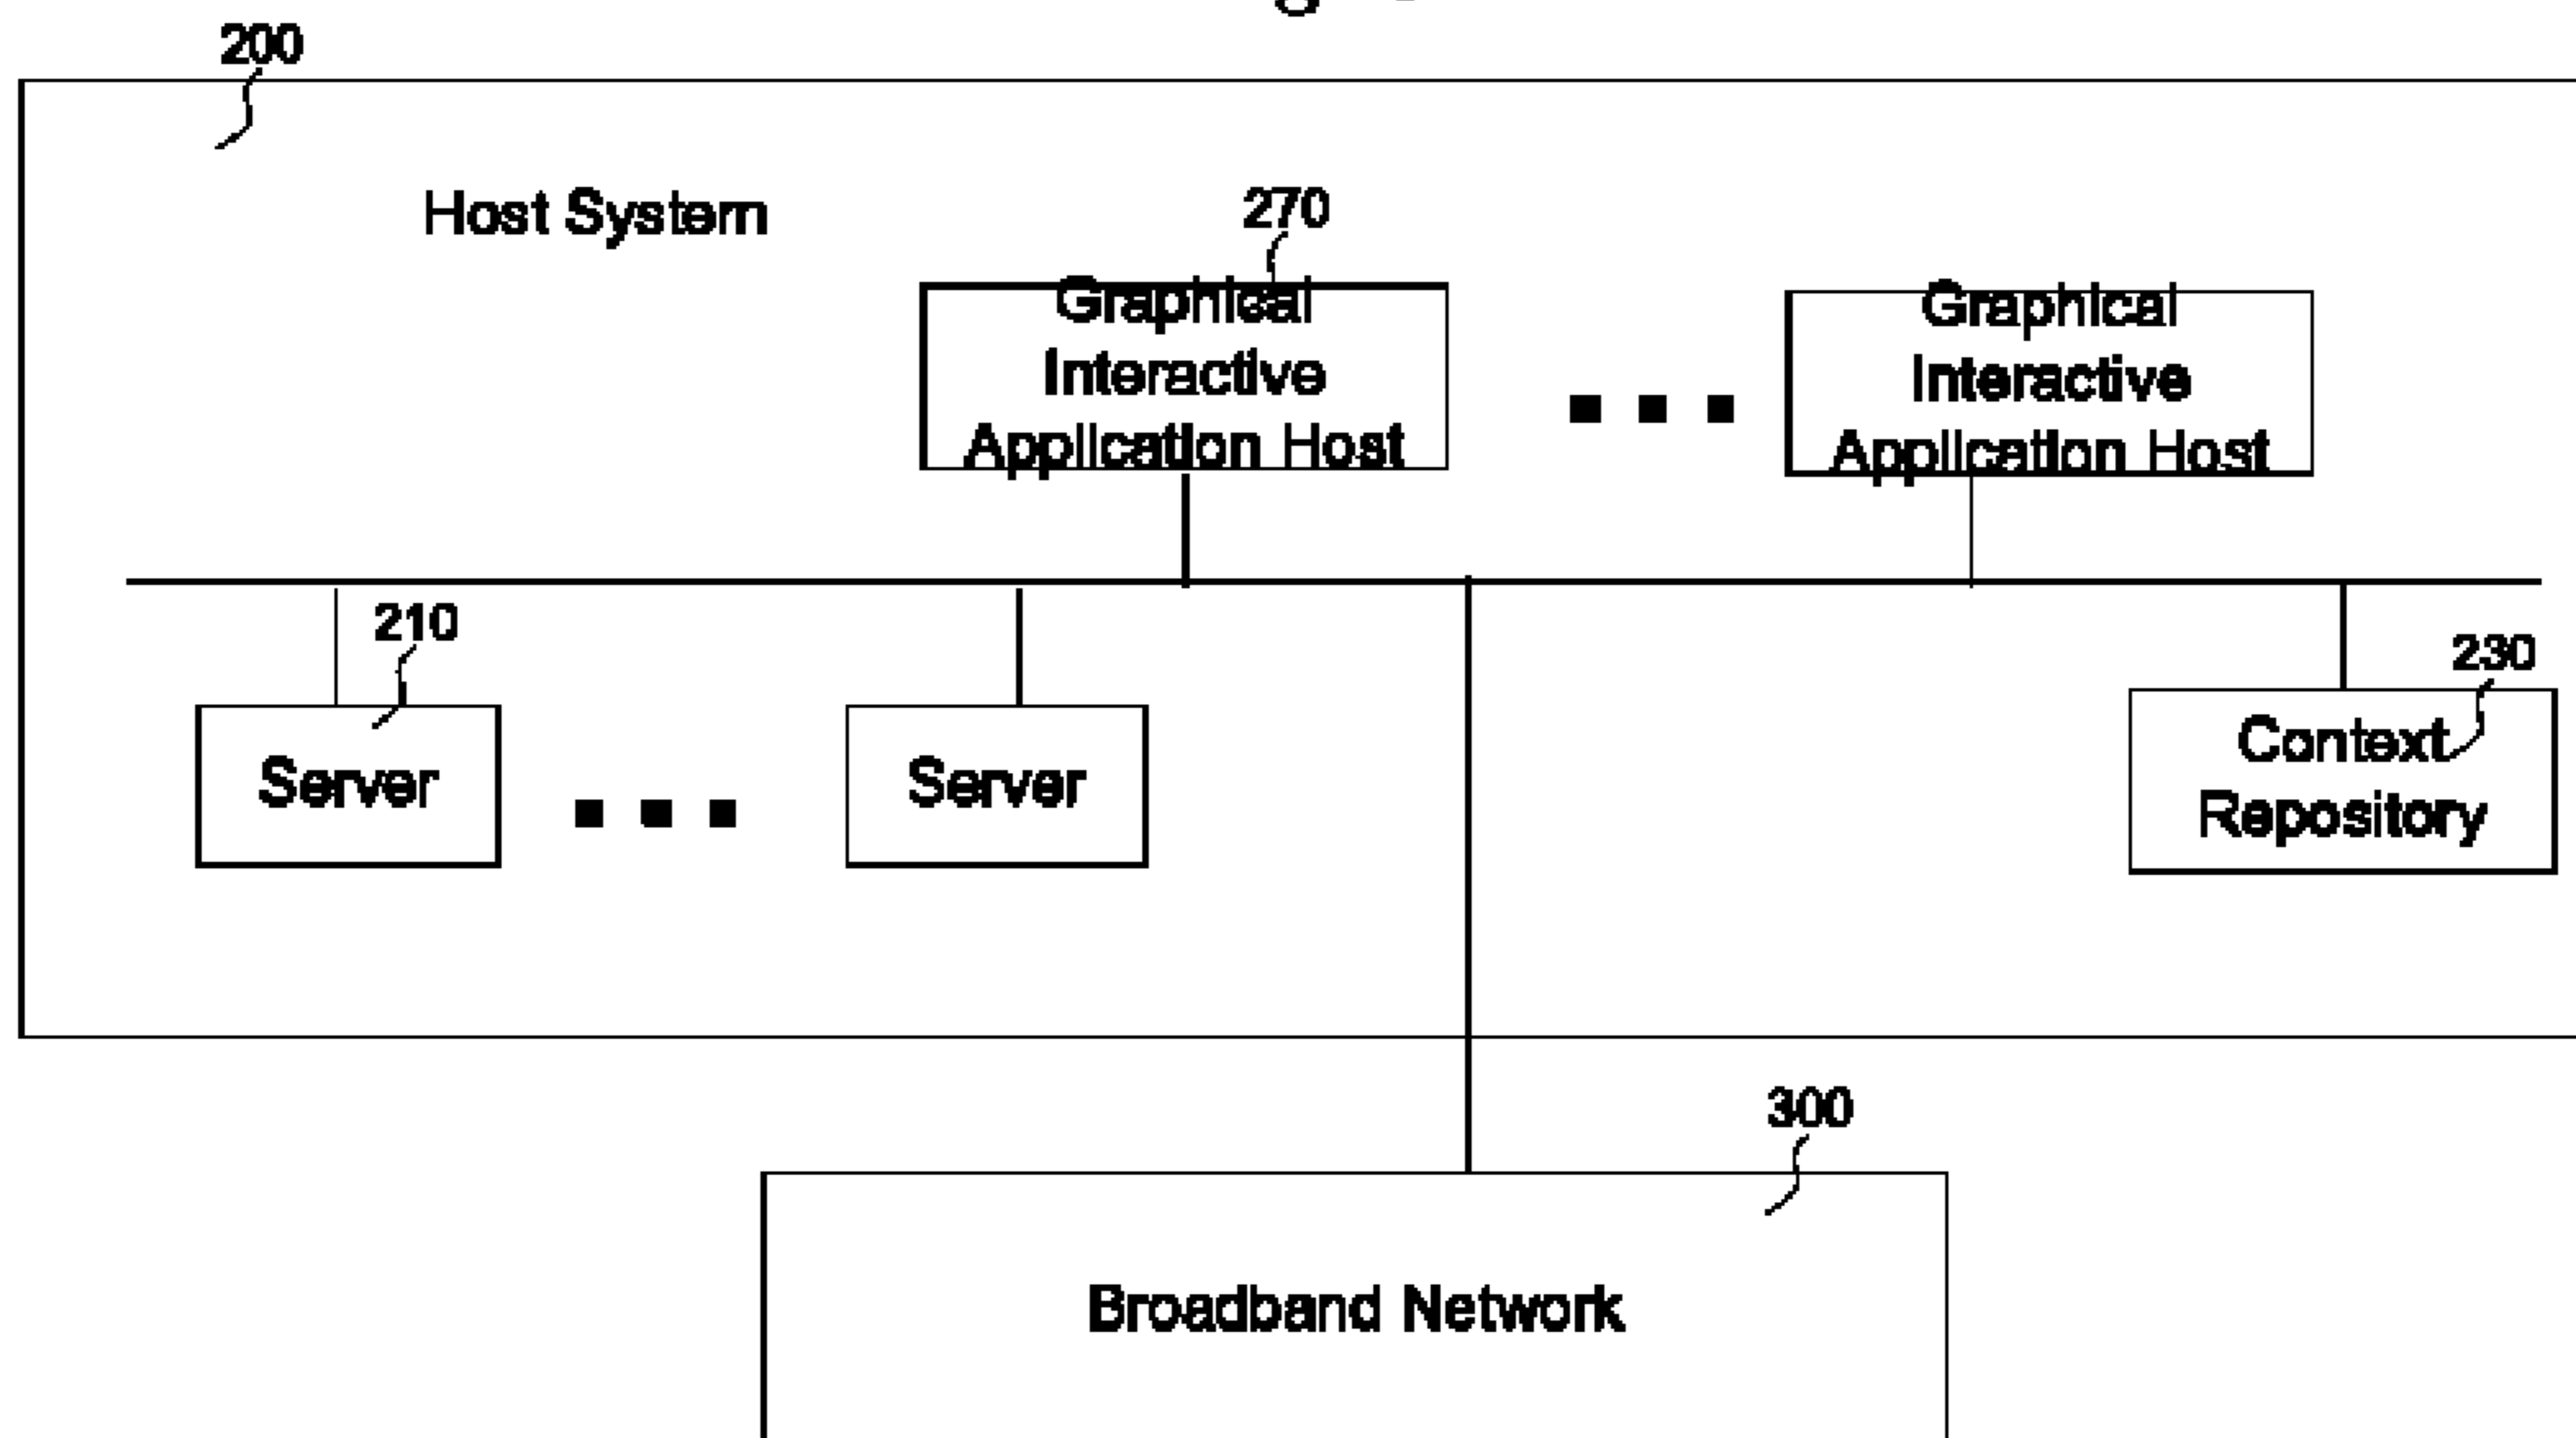 200
Host System
270
Graphical
Interactive
Application Host
Graphical
Interactive
Application Host
210
Server
Server
230
Context
Repository
300
Broadband Network